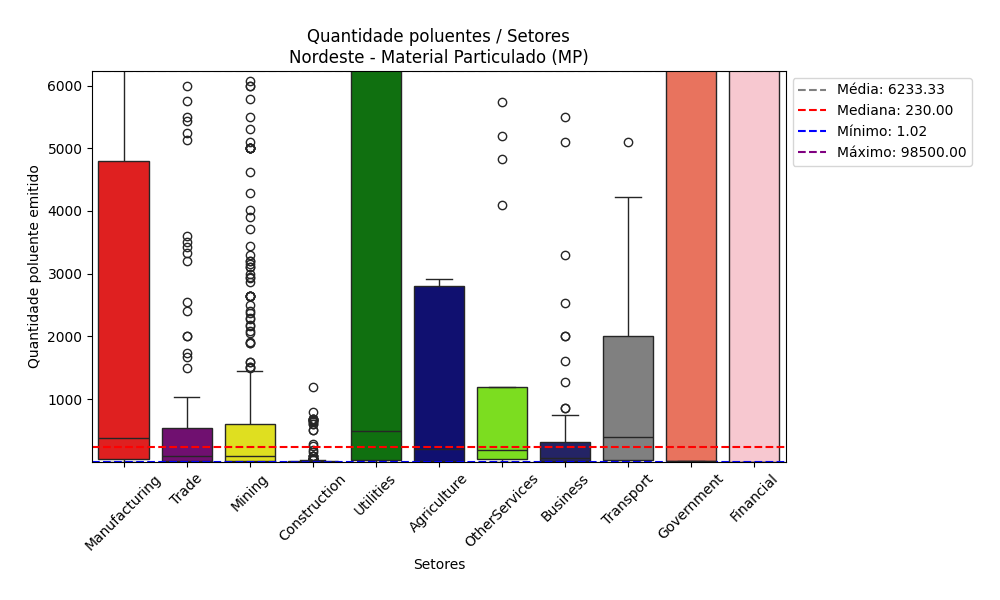 Quantidade poluentes / Setores
Nordeste - Material Particulado (MP)
Quantidade poluente emitido
6000
5000
4000
3000
2000
1000
Média: 6233.33
Mediana: 230.00
Mínimo: 1.02
Máximo: 98500.00
Manufacturing
Trade
Mining
Construction
Utilities
Agriculture
OtherServices
Business
Transport
Government
Financial
Setores